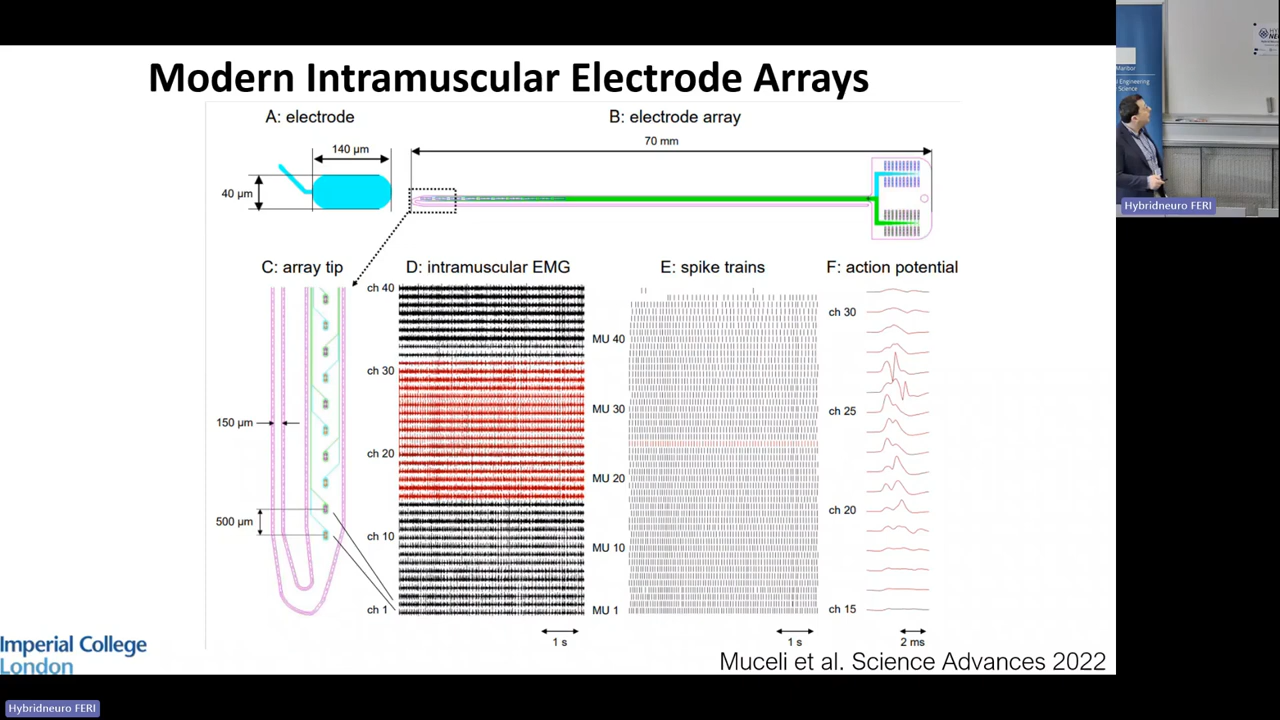 Modern Intramuscular Electrode Arrays
A: electrode
B: electrode array
140 µm
70 mm
40 µm
C: array tip
D: intramuscular EMG
E: spike trains
F: action potential
ch 40
ch 30
MU 40
ch 30
MU 30
ch 25
150 µm
ch 20
MU 20
500 µm
ch 20
ch 10
MU 10
ch 1
MU 1
ch 15
1 s
1 s
2 ms
Imperial College
London
Muceli et al. Science Advances 2022
Maribor
Engineering
Science
Hybridneuro FERI
Hybridneuro FERI